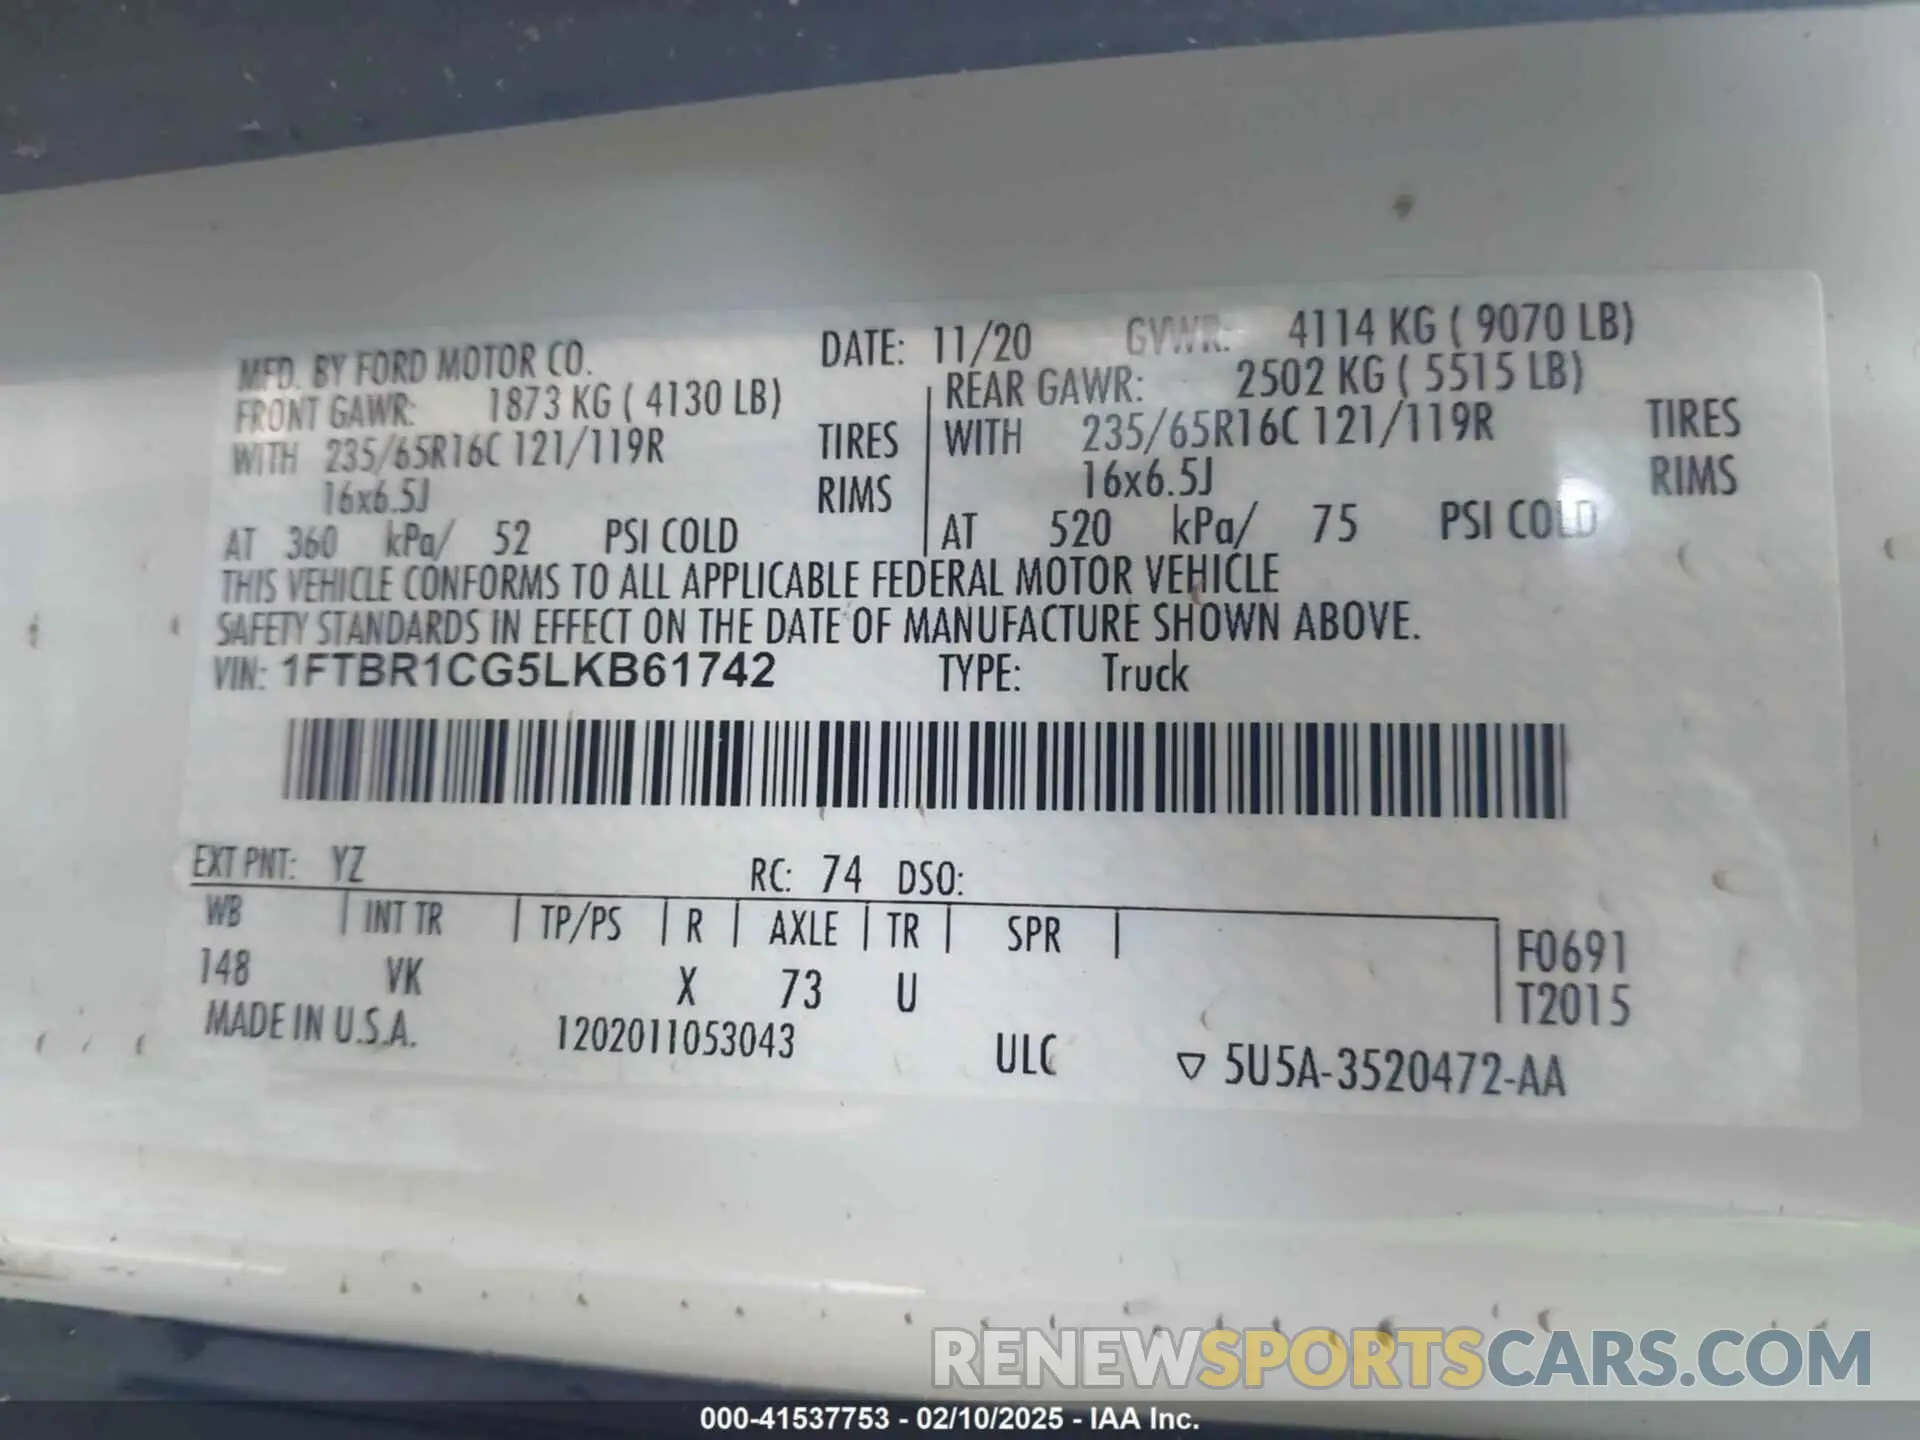 MFD. BY FORD MOTOR CO. DATE: 11/20 GVWR: 4114 KG ( 9070 LB)
FRONT GAWR: 1873 KG ( 4130 LB) REAR GAWR: 2502 KG ( 5515 LB)
WITH 235/65R16C 121/119R TIRES WITH 235/65R16C 121/119R TIRES
16x6.5J RIMS 16x6.5J RIMS
AT 360 kPa/ 52 PSI COLD AT 520 kPa/ 75 PSI COLD
THIS VEHICLE CONFORMS TO ALL APPLICABLE FEDERAL MOTOR VEHICLE
SAFETY STANDARDS IN EFFECT ON THE DATE OF MANUFACTURE SHOWN ABOVE.
VIN: 1FTBR1CG5LKB61742 TYPE: Truck
EXT PNT: YZ RC: 74 DSO:
WB | INT TR | TP/PS | R | AXLE | TR | SPR | F0691
148 VK X 73 U T2015
MADE IN U.S.A. 1202011053043 ULC ▽ 5U5A-3520472-AA
RENEWSPORTSCARS.COM
000-41537753 - 02/10/2025 - IAA Inc.